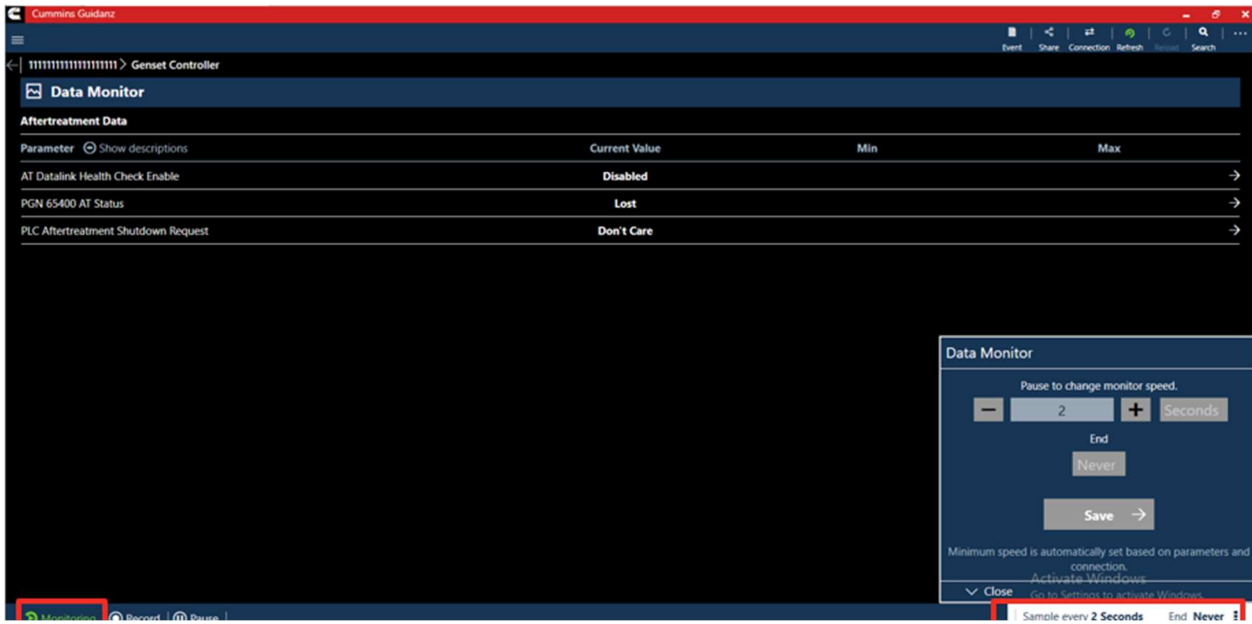 Cummins Guidanz
Event Share Connection Refresh Reload Search
1111111111111111111 > Genset Controller
Data Monitor
Aftertreatment Data
Parameter Show descriptions Current Value Min Max
AT Datalink Health Check Enable Disabled
PGN 65400 AT Status Lost
PLC Aftertreatment Shutdown Request Don't Care
Data Monitor
Pause to change monitor speed.
2 Seconds
End
Never
Save
Minimum speed is automatically set based on parameters and
connection.
Activate Windows
Close Go to Settings to activate Windows.
Monitoring Record Pause Sample every 2 Seconds End Never